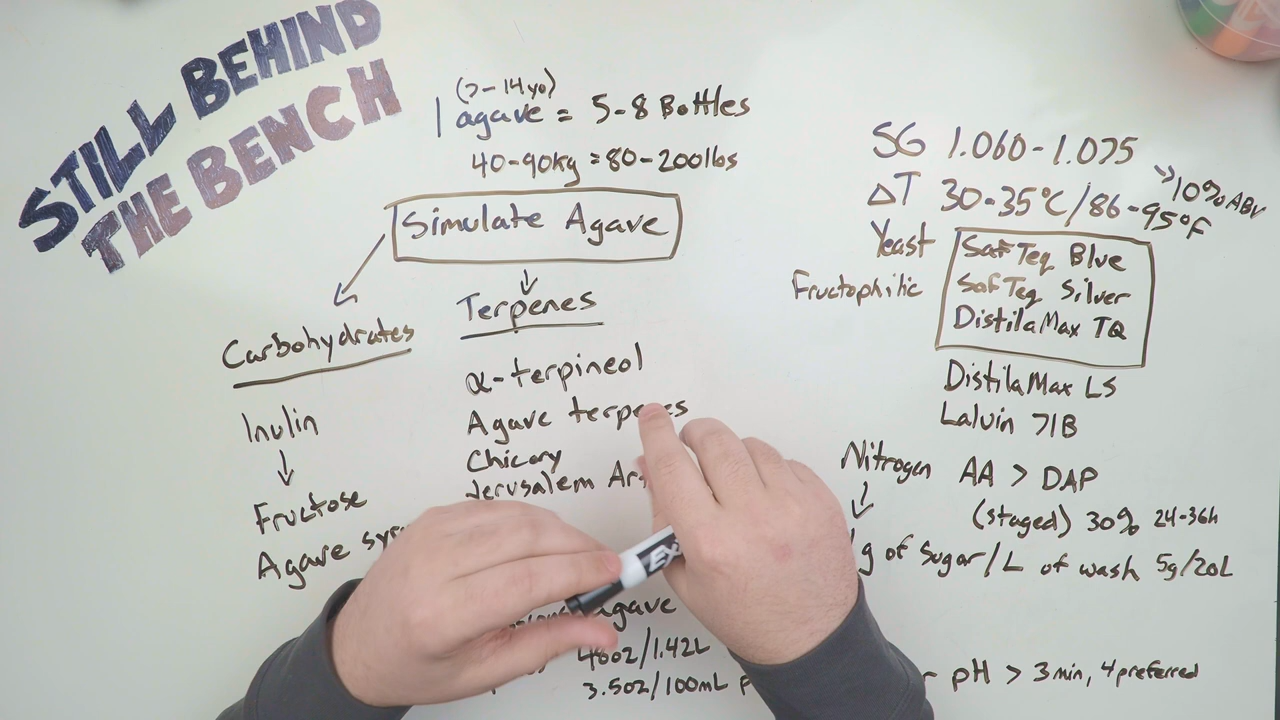 STILL BEHIND
THE BENCH
(7-14yo)
1 agave = 5-8 Bottles
40-90kg = 80-200lbs
Simulate Agave
Carbohydrates
Inulin
↓
Fructose
Agave
Terpenes
α-terpineol
Agave terpenes
Chicory
Jerusalem
agave
48oz/1.42L
3.5oz/100mL
SG 1.060-1.075
→ 10% ABV
ΔT 30-35°C/86-95°F
Yeast
Fructophilic
SafTeq Blue
SafTeq Silver
DistilaMax TQ
DistilaMax LS
Lalvin 71B
Nitrogen AA > DAP
(staged) 30% 24-36h
g of Sugar/L of wash 5g/20L
pH > 3 min, 4 preferred
EX